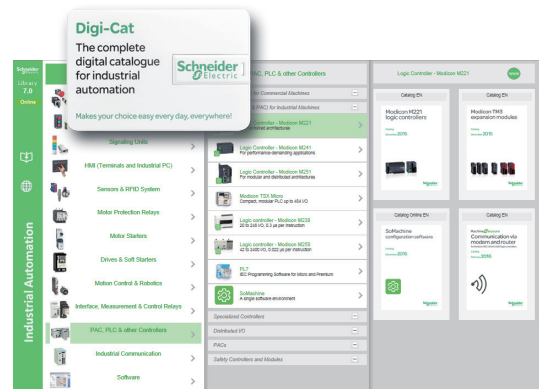 Digi-Cat
The complete
digital catalogue
for industrial
automation
Schneider
Electric
Makes your choice easy every day, everywhere!
Schneider
Electric
Library
7.0
Online
Industrial Automation
Signaling Units
HMI (Terminals and Industrial PC)
Sensors & RFID System
Motor Protection Relays
Motor Starters
Drives & Soft Starters
Motion Control & Robotics
Interface, Measurement & Control Relays
PAC, PLC & other Controllers
Industrial Communication
Software
PAC, PLC & other Controllers
for Commercial Machines
PAC) for Industrial Machines
Logic Controller - Modicon M221
architectures
Logic Controller - Modicon M241
For performance-demanding applications
Logic Controller - Modicon M251
For modular and distributed architectures
Modicon TSX Micro
Compact, modular PLC up to 484 I/O
Logic controller - Modicon M238
Logic controller - Modicon M258
PL7
IEC Programming Software for Micro and Premium
SoMachine
A single software environment
Specialized Controllers
Distributed I/O
PACs
Safety Controllers and Modules
Logic Controller - Modicon M221
Catalog EN
Modicon M221
logic controller
Catalog EN
Modicon TM3
expansion modules
Catalog Online EN
SoMachine
configuration software
Catalog EN
Communication via
modem and router